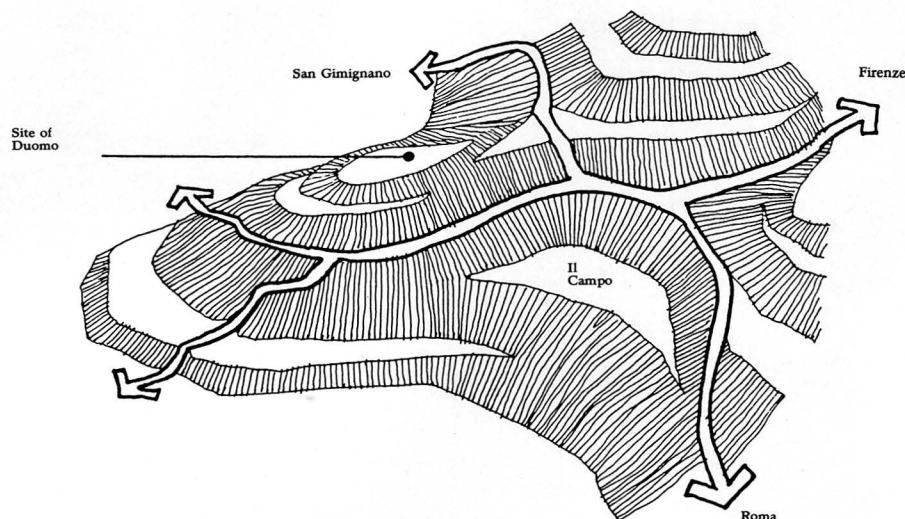 San Gimignano
Firenze
Site of
Duomo
Il
Campo
Roma